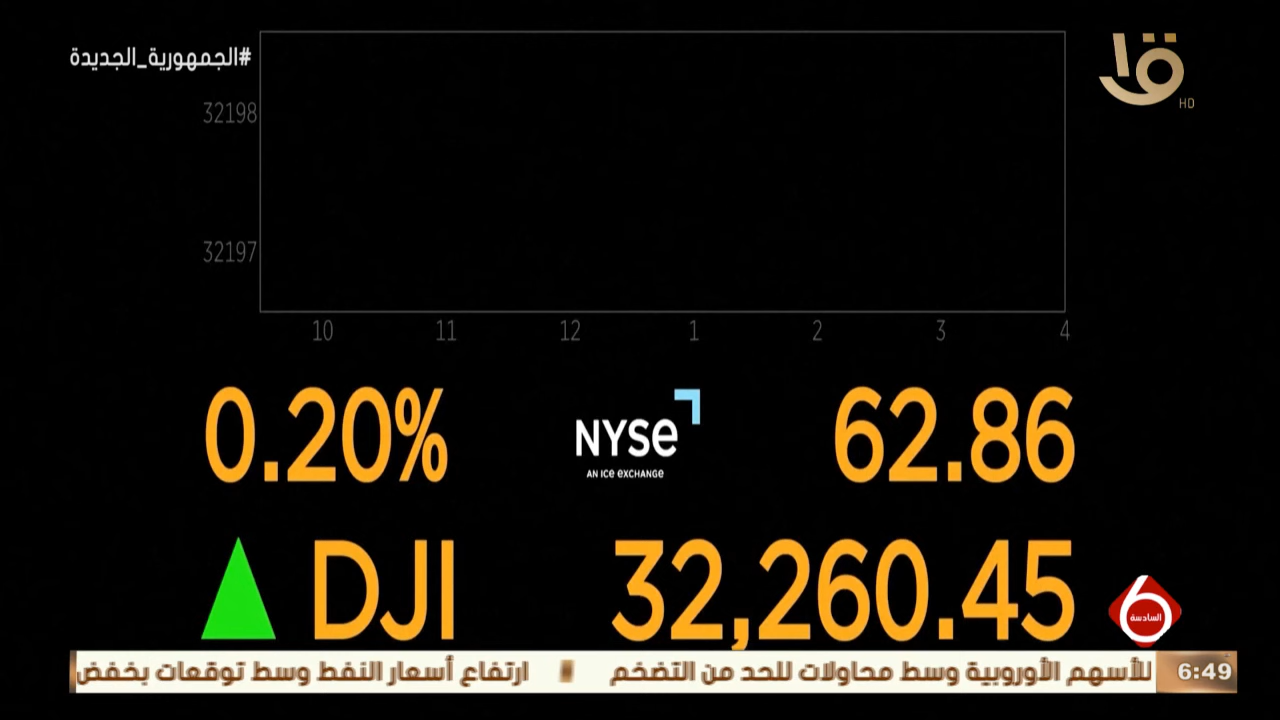 #الجمهورية_الجديدة
HD
32198
32197
10 11 12 1 2 3 4
0.20% NYSE 62.86
AN ICE EXCHANGE
DJI 32,260.45
6 السادسة
للأسهم الأوروبية وسط محاولات للحد من التضخم ارتفاع أسعار النفط وسط توقعات بخفض
6:49